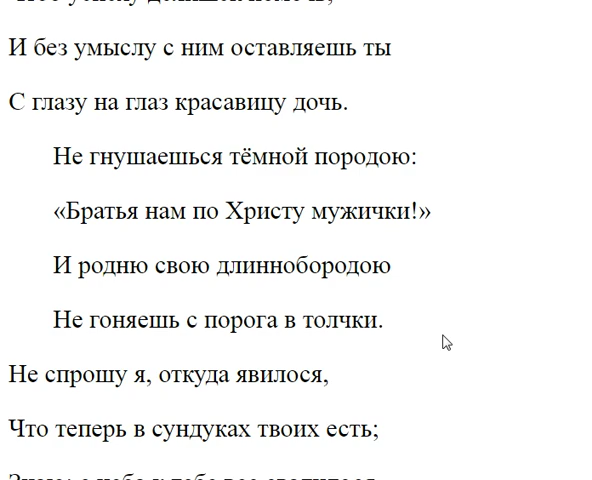 И без умыслу с ним оставляешь ты
С глазу на глаз красавицу дочь.
Не гнушаешься тёмной породою:
«Братья нам по Христу мужички!»
И родню свою длиннобородою
Не гоняешь с порога в толчки.
Не спрошу я, откуда явилося,
Что теперь в сундуках твоих есть;